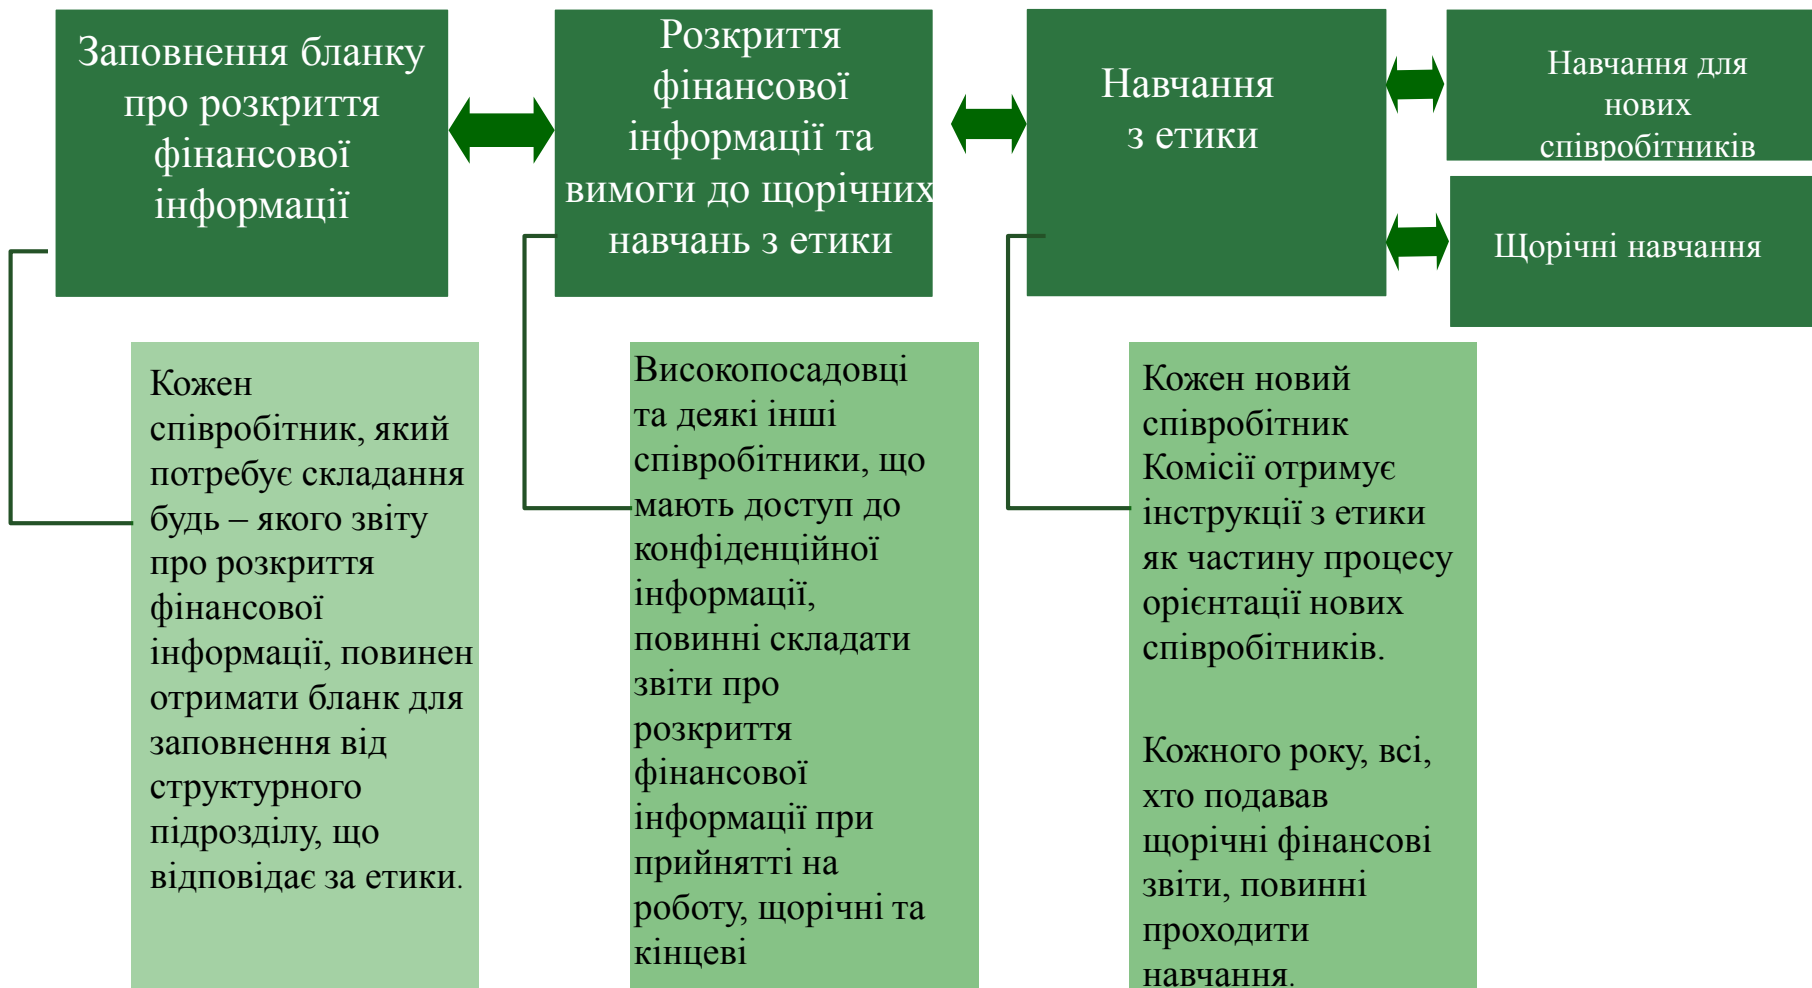 Заповнення бланку
про розкриття
фінансової
інформації
Розкриття
фінансової
інформації та
вимоги до щорічних
навчань з етики
Навчання
з етики
Навчання для
нових
співробітників
Щорічні навчання
Кожен
співробітник, який
потребує складання
будь – якого звіту
про розкриття
фінансової
інформації, повинен
отримати бланк для
заповнення від
структурного
підрозділу, що
відповідає за етики.
Високопосадовці
та деякі інші
співробітники, що
мають доступ до
конфіденційної
інформації,
повинні складати
звіти про
розкриття
фінансової
інформації при
прийнятті на
роботу, щорічні та
кінцеві
Кожен новий
співробітник
Комісії отримує
інструкції з етики
як частину процесу
орієнтації нових
співробітників.
Кожного року, всі,
хто подавав
щорічні фінансові
звіти, повинні
проходити
навчання.